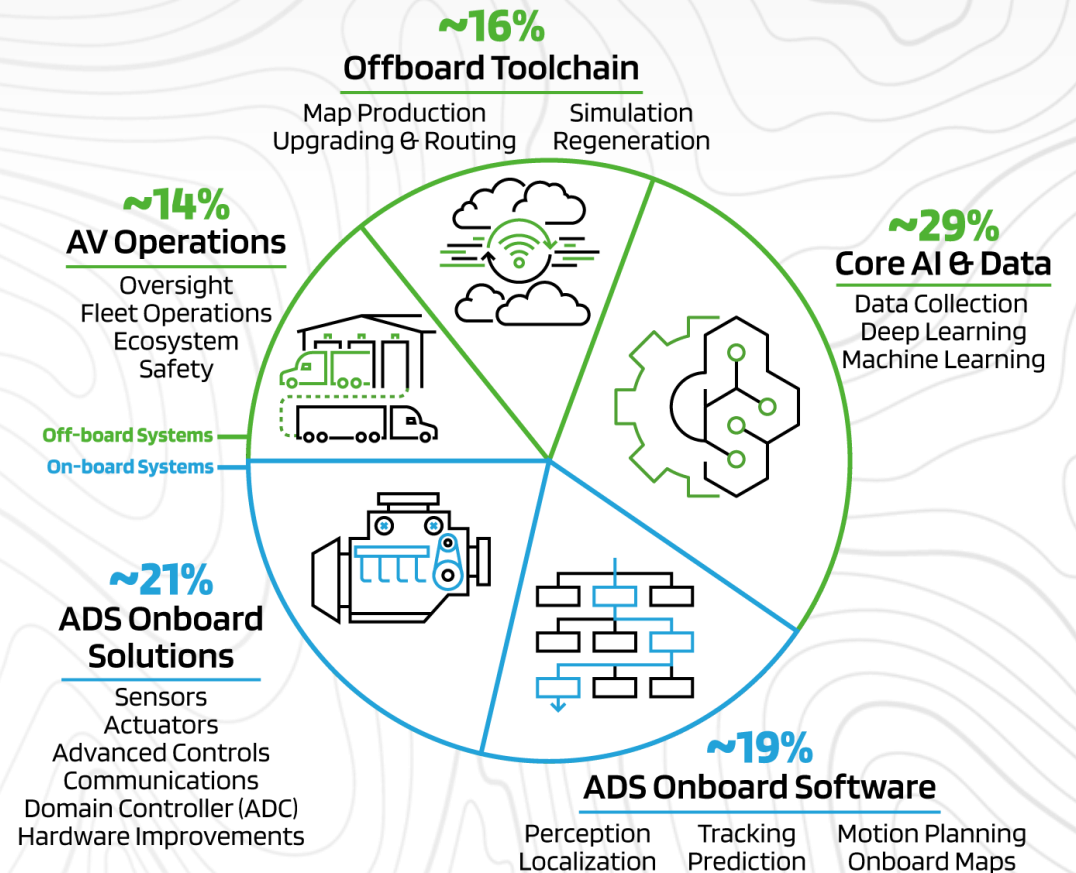 ~16%
Offboard Toolchain
Map Production
Upgrading & Routing
Simulation
Regeneration
~14%
AV Operations
Oversight
Fleet Operations
Ecosystem
Safety
~29%
Core AI & Data
Data Collection
Deep Learning
Machine Learning
Off-board Systems
On-board Systems
~21%
ADS Onboard
Solutions
Sensors
Actuators
Advanced Controls
Communications
Domain Controller (ADC)
Hardware Improvements
~19%
ADS Onboard Software
Perception
Localization
Tracking
Prediction
Motion Planning
Onboard Maps